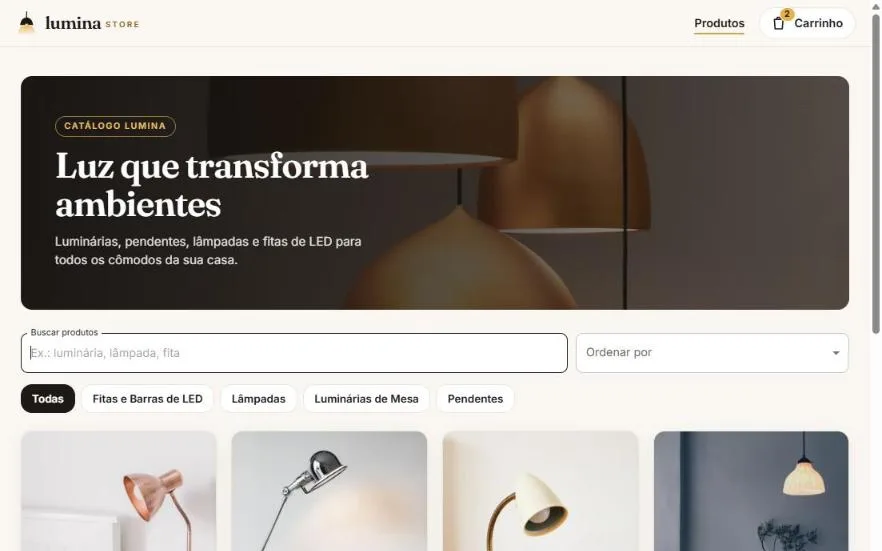 lumina STORE
Produtos
2
Carrinho
CATÁLOGO LUMINA
Luz que transforma
ambientes
Luminárias, pendentes, lâmpadas e fitas de LED para
todos os cômodos da sua casa.
Buscar produtos
Ex.: luminária, lâmpada, fita
Ordenar por
Todas
Fitas e Barras de LED
Lâmpadas
Luminárias de Mesa
Pendentes